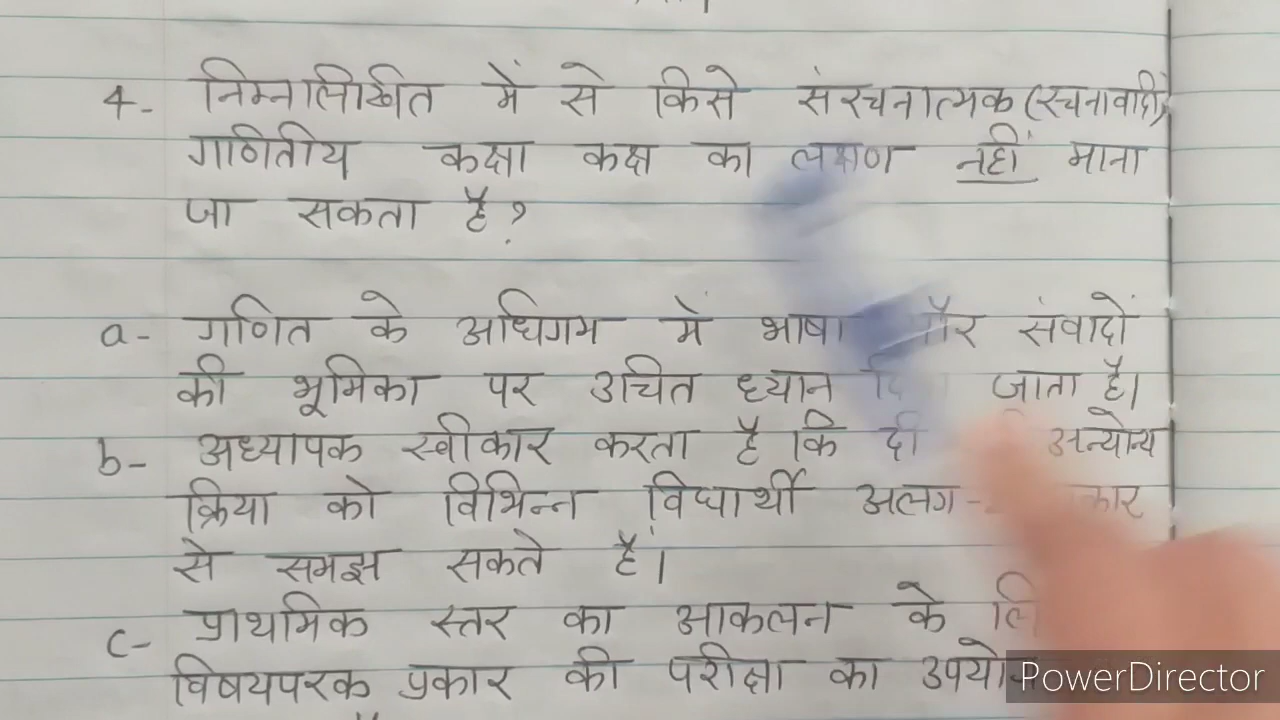 4- निम्नलिखित में से किसे संरचनात्मक (रचनावादी)
गणितीय कक्षा कक्ष का लक्षण नहीं माना
जा सकता है?
a- गणित के अधिगम में भाषा और संवादों
की भूमिका पर उचित ध्यान जाता है।
b- अध्यापक स्वीकार करता है कि दी अन्योन्य
क्रिया को विभिन्न विद्यार्थी अलग-
से समझ सकते हैं।
c- प्राथमिक स्तर का आकलन के
विषयपरक प्रकार की परीक्षा का
PowerDirector